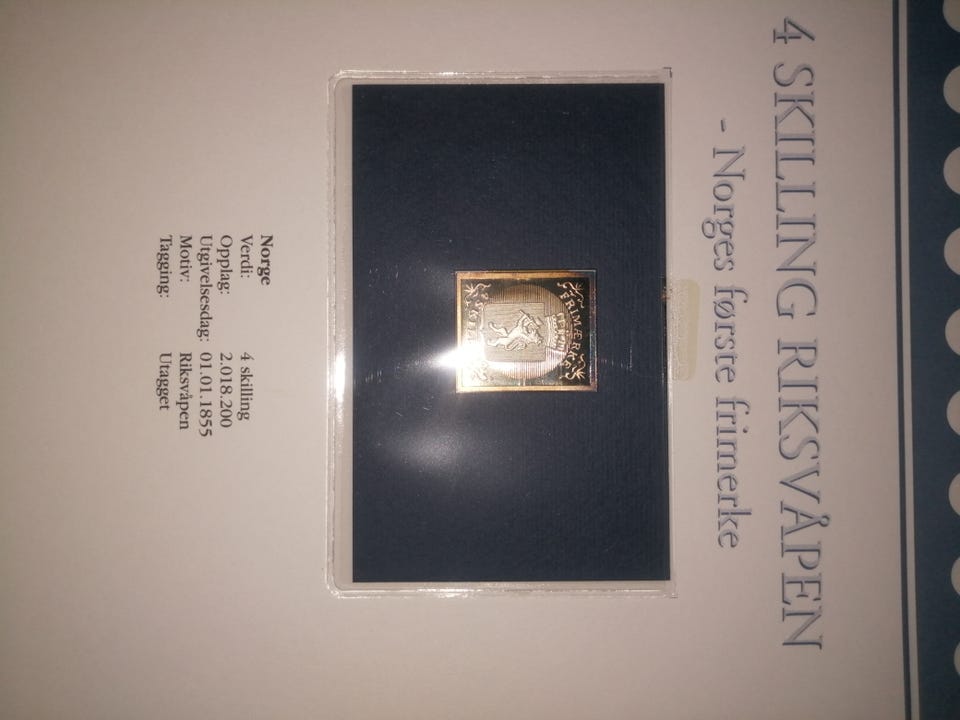 4 SKILLING RIKSVÅPEN
- Norges første frimerke
FRIMÆRKE
Norge
Verdi: 4 skilling
Opplag: 2.018.200
Utgivelsesdag: 01.01.1855
Motiv: Riksvåpen
Tagging: Utagget